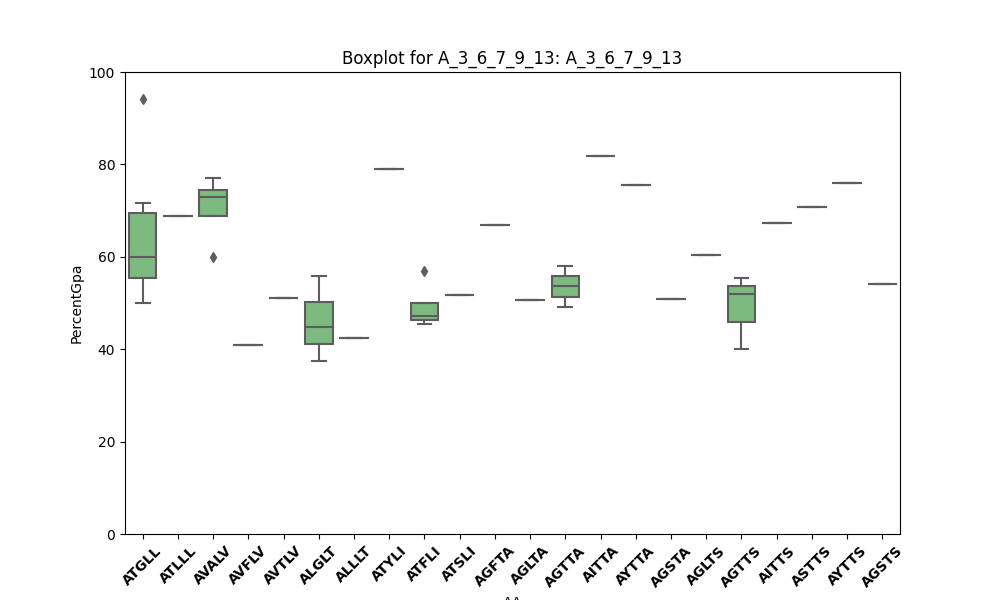 Boxplot for A_3_6_7_9_13: A_3_6_7_9_13
PercentGpa
100
80
60
40
20
0
ATGLL ATLLL AVALV AVFLV AVTLV ALGLT ALLLT ATYLI ATFLI ATSLI AGFTA AGLTA AGTTA AITTA AYTTA AGSTA AGLTS AGTTS AITTS ASTTS AYTTS AGSTS